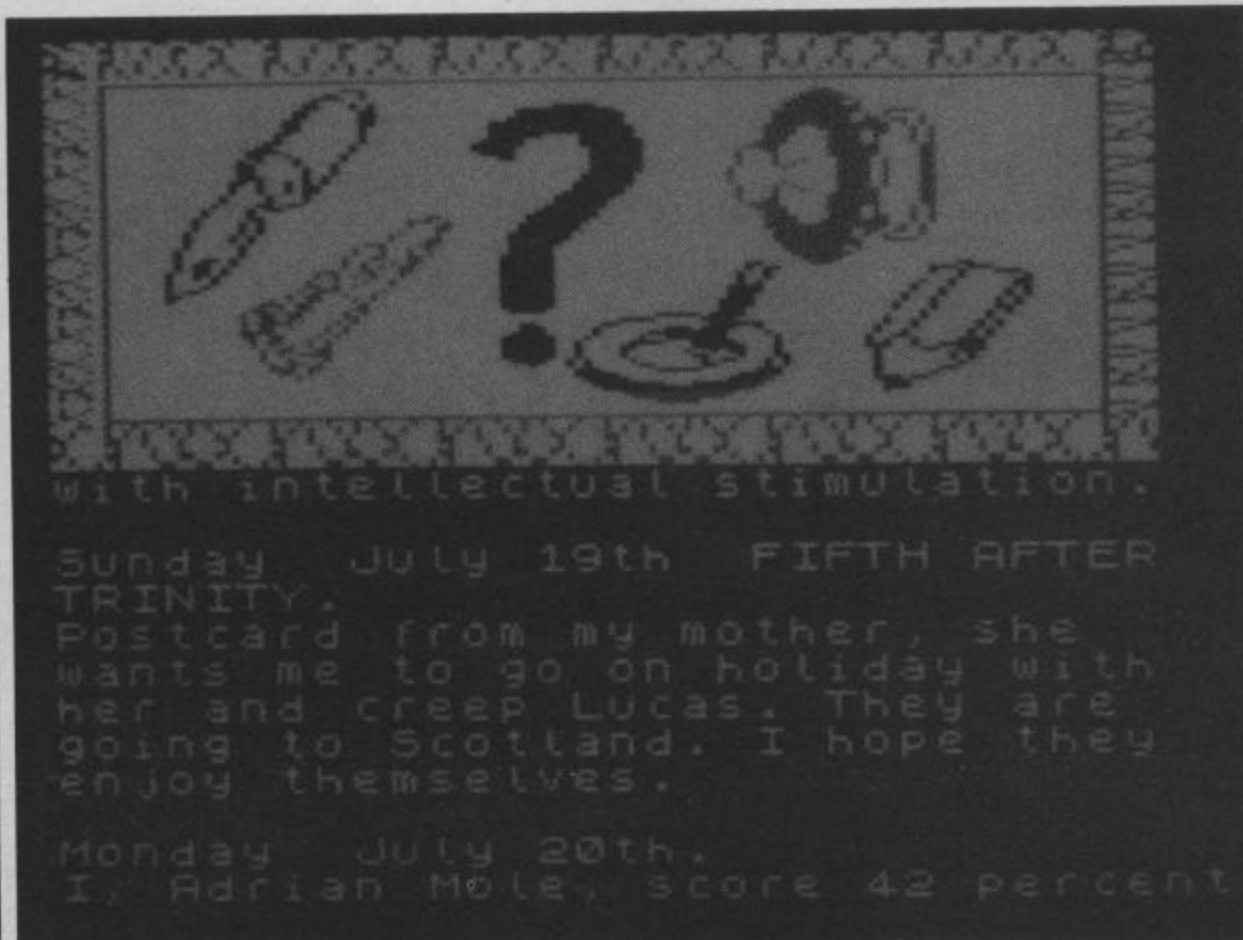 with intellectual stimulation.
Sunday July 19th FIFTH AFTER
TRINITY.
Postcard from my mother, she
wants me to go on holiday with
her and creep Lucas. They are
going to Scotland. I hope they
enjoy themselves.
Monday July 20th.
I, Adrian Mole, score 42 percent